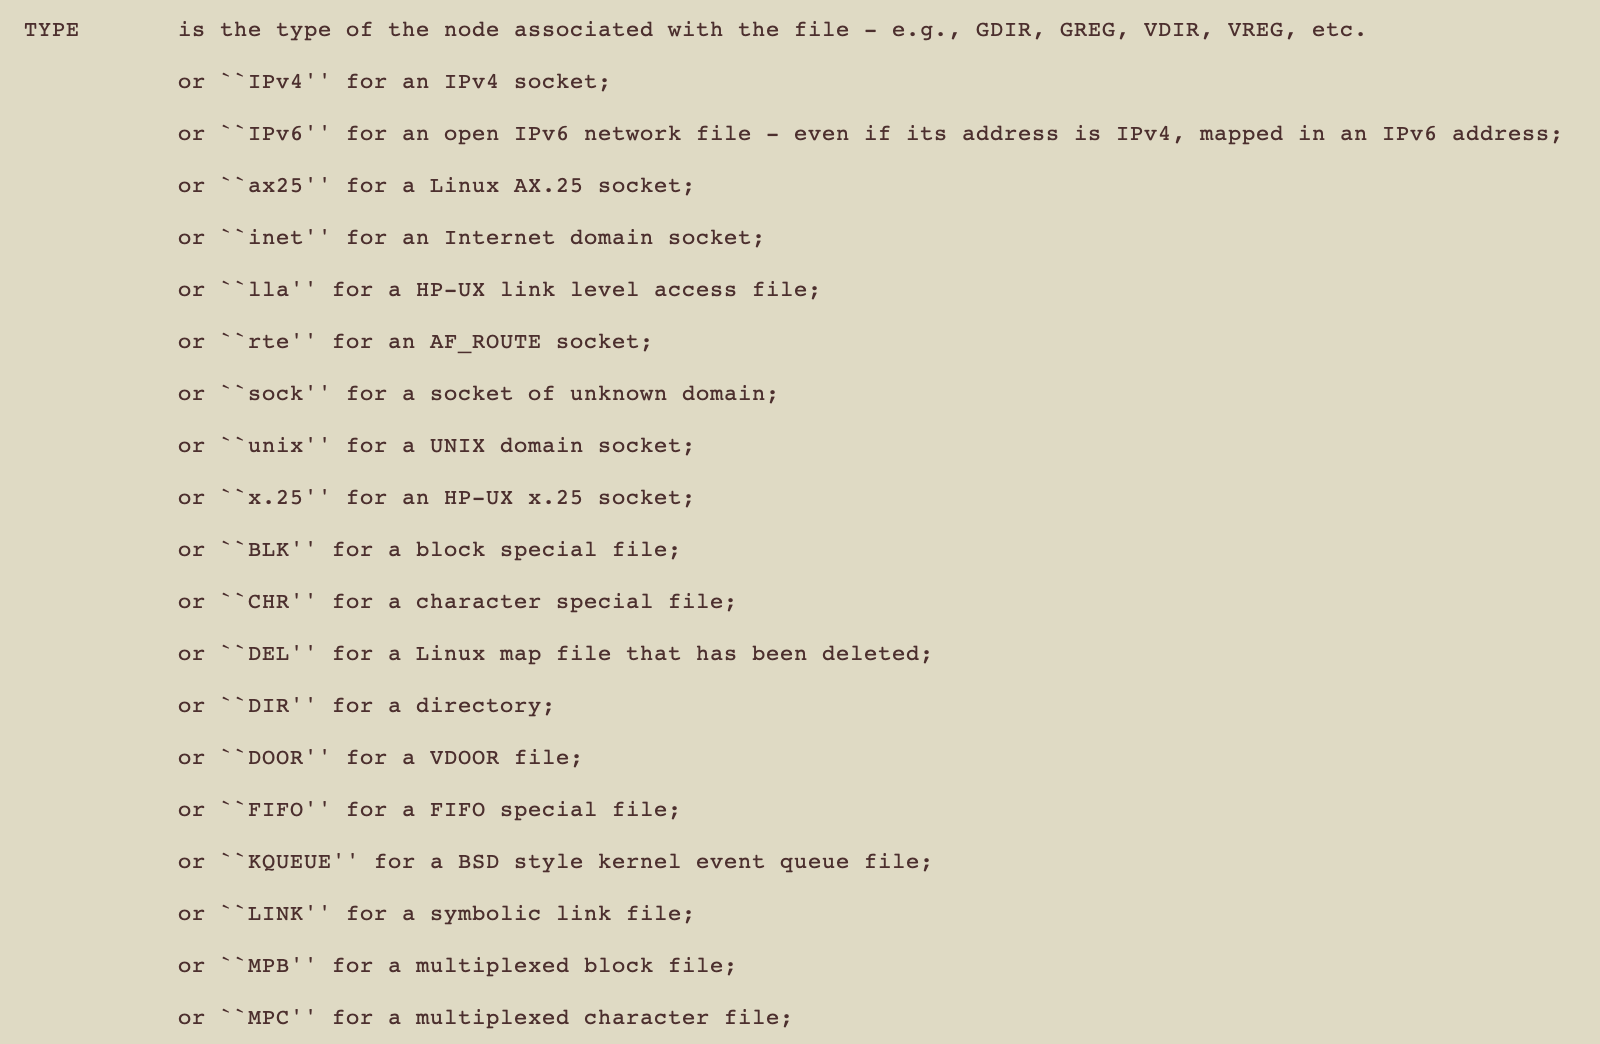 TYPE       is the type of the node associated with the file - e.g., GDIR, GREG, VDIR, VREG, etc.
or ``IPv4'' for an IPv4 socket;
or ``IPv6'' for an open IPv6 network file - even if its address is IPv4, mapped in an IPv6 address;
or ``ax25'' for a Linux AX.25 socket;
or ``inet'' for an Internet domain socket;
or ``lla'' for a HP-UX link level access file;
or ``rte'' for an AF_ROUTE socket;
or ``sock'' for a socket of unknown domain;
or ``unix'' for a UNIX domain socket;
or ``x.25'' for an HP-UX x.25 socket;
or ``BLK'' for a block special file;
or ``CHR'' for a character special file;
or ``DEL'' for a Linux map file that has been deleted;
or ``DIR'' for a directory;
or ``DOOR'' for a VDOOR file;
or ``FIFO'' for a FIFO special file;
or ``KQUEUE'' for a BSD style kernel event queue file;
or ``LINK'' for a symbolic link file;
or ``MPB'' for a multiplexed block file;
or ``MPC'' for a multiplexed character file;